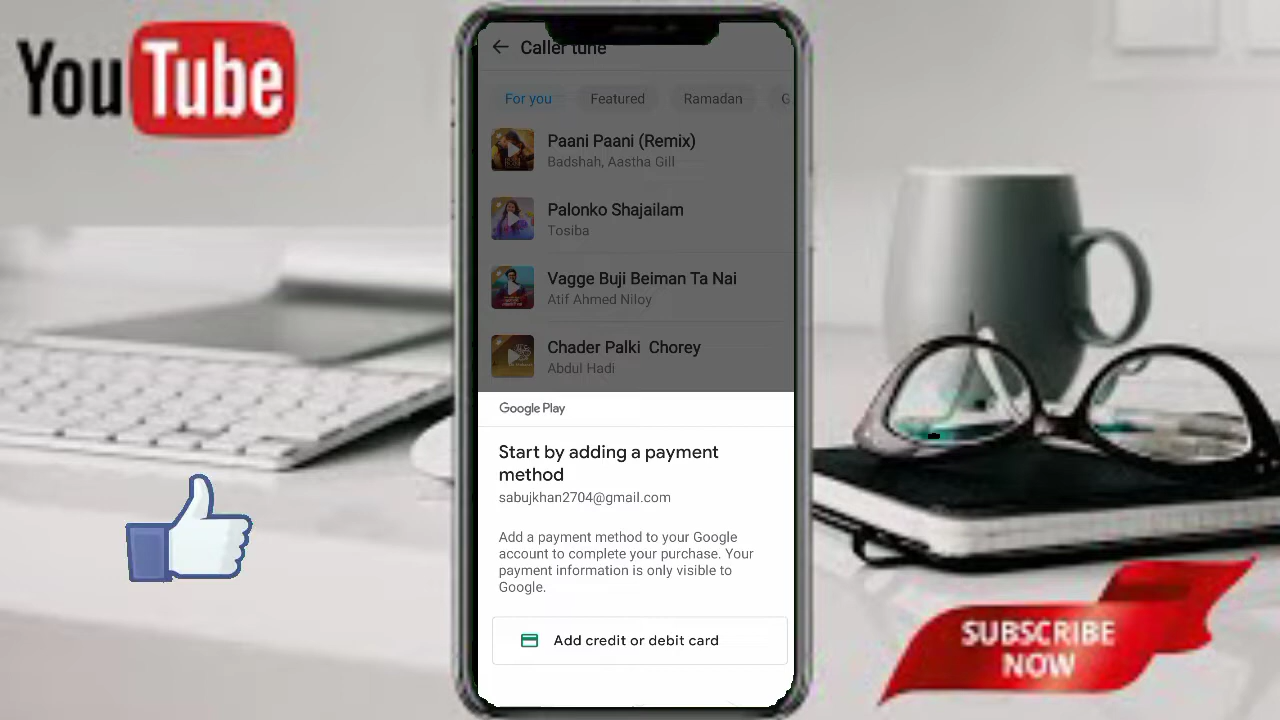 YouTube
Caller tune
For you
Featured
Ramadan
G
Paani Paani (Remix)
Badshah, Aastha Gill
Palonko Shajailam
Tosiba
Vagge Buji Beiman Ta Nai
Atif Ahmed Niloy
Chader Palki Chorey
Abdul Hadi
Google Play
Start by adding a payment
method
sabujkhan2704@gmail.com
Add a payment method to your Google
account to complete your purchase. Your
payment information is only visible to
Google.
Add credit or debit card
SUBSCRIBE
NOW